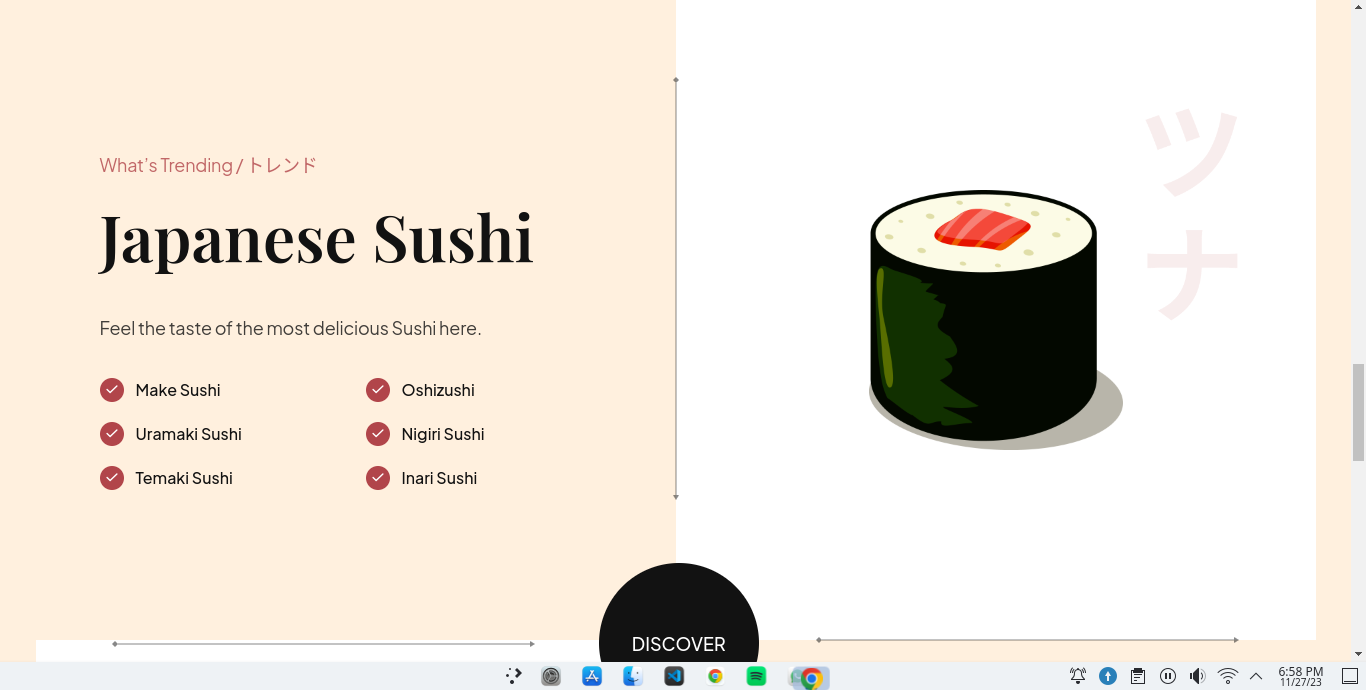 What's Trending / トレンド
Japanese Sushi
Feel the taste of the most delicious Sushi here.
Make Sushi
Oshizushi
Uramaki Sushi
Nigiri Sushi
Temaki Sushi
Inari Sushi
ツ
ナ
DISCOVER
6:58 PM
11/27/23